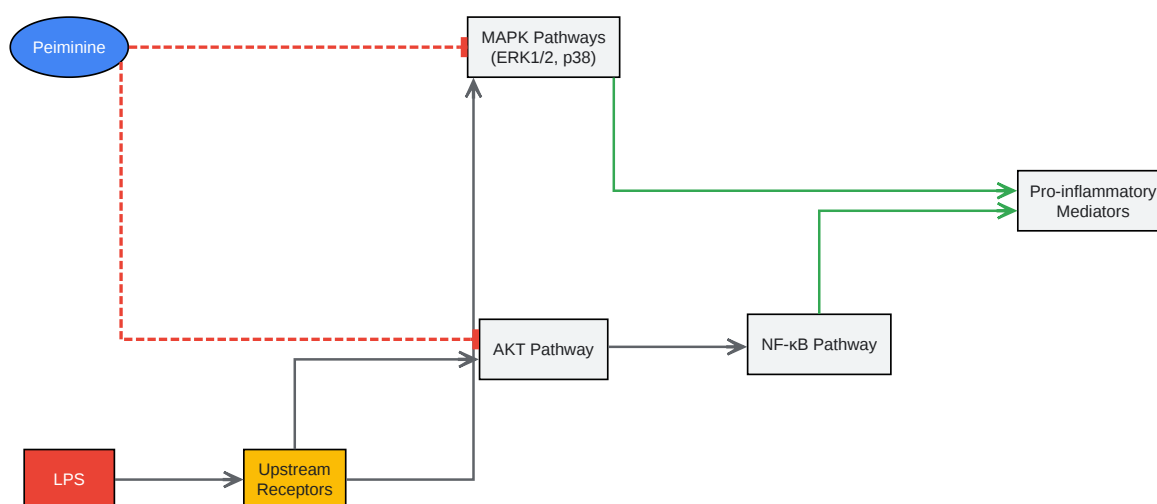 Peiminine
MAPK Pathways
(ERK1/2, p38)
Pro-inflammatory
Mediators
AKT Pathway
NF-κB Pathway
LPS
Upstream
Receptors